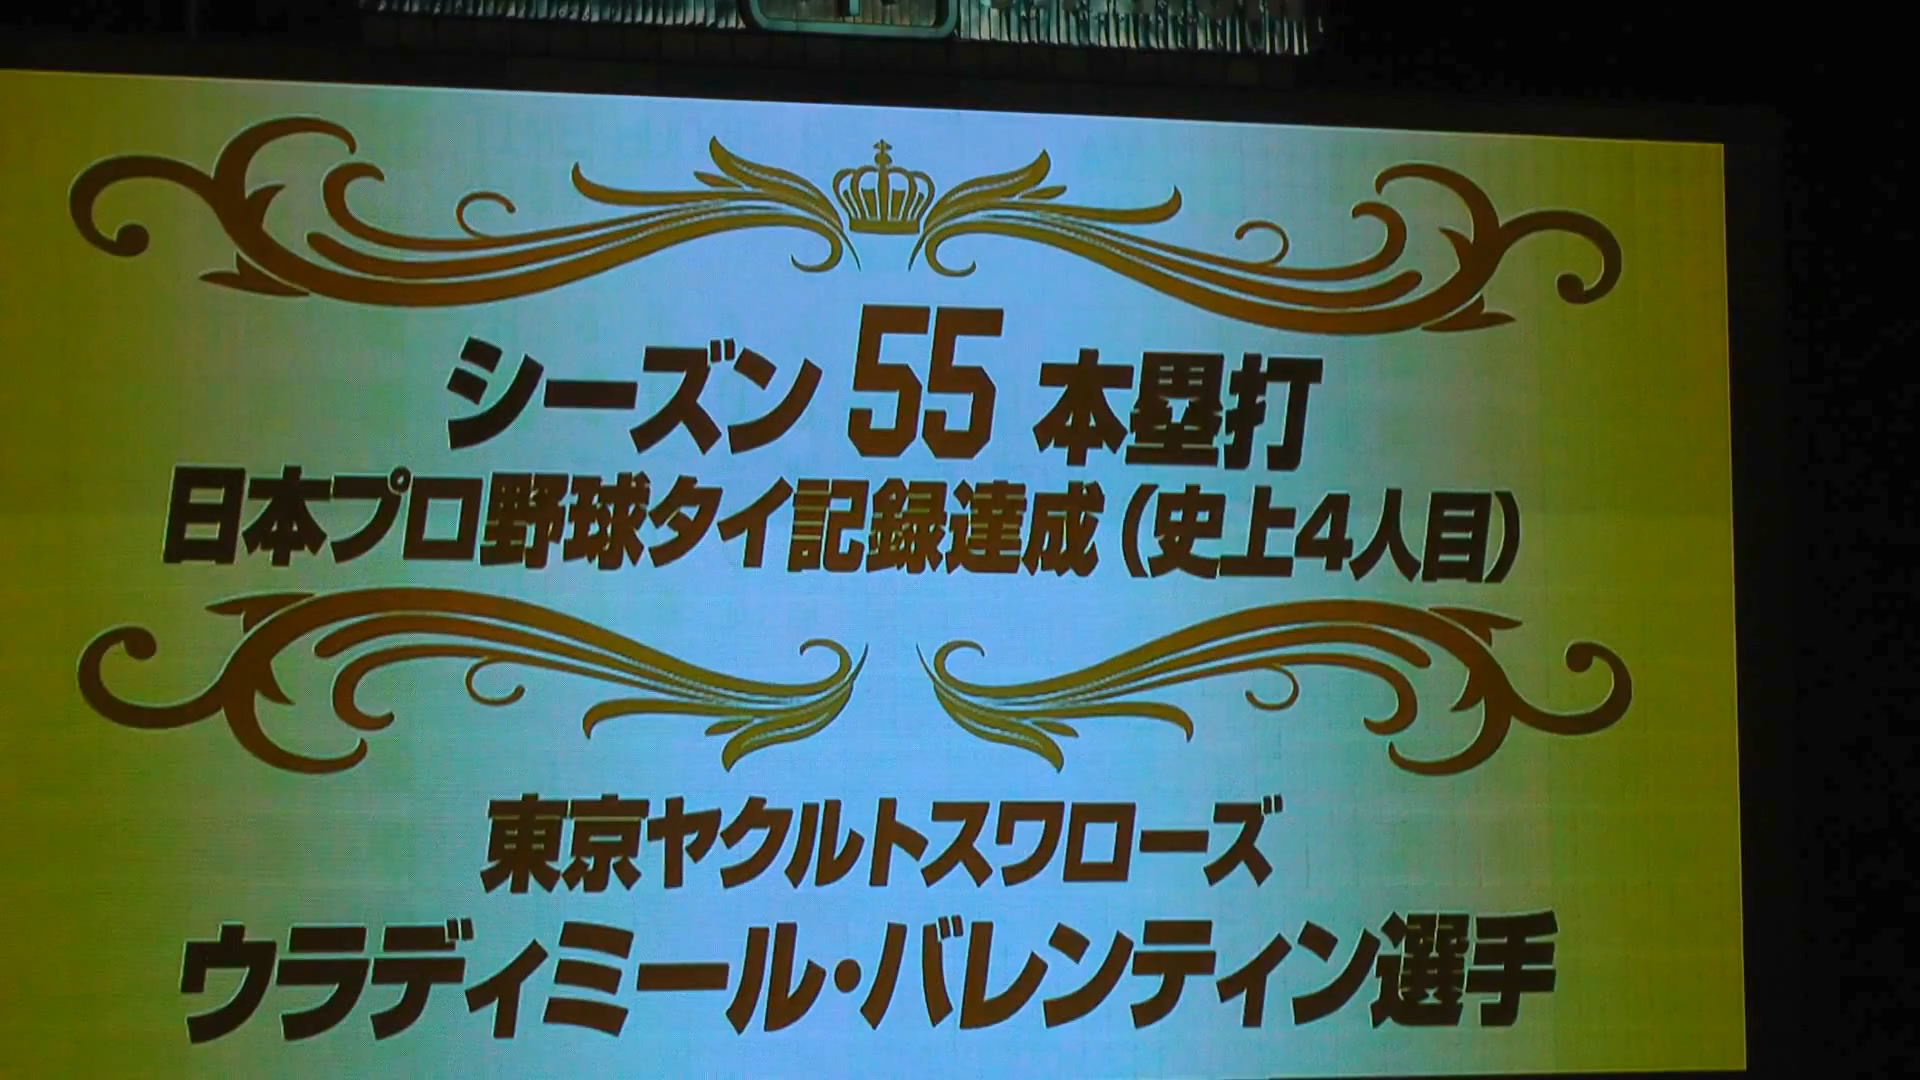 シーズン 55 本塁打
日本プロ野球タイ記録達成(史上4人目)
東京ヤクルトスワローズ
ウラディミール・バレンティン選手